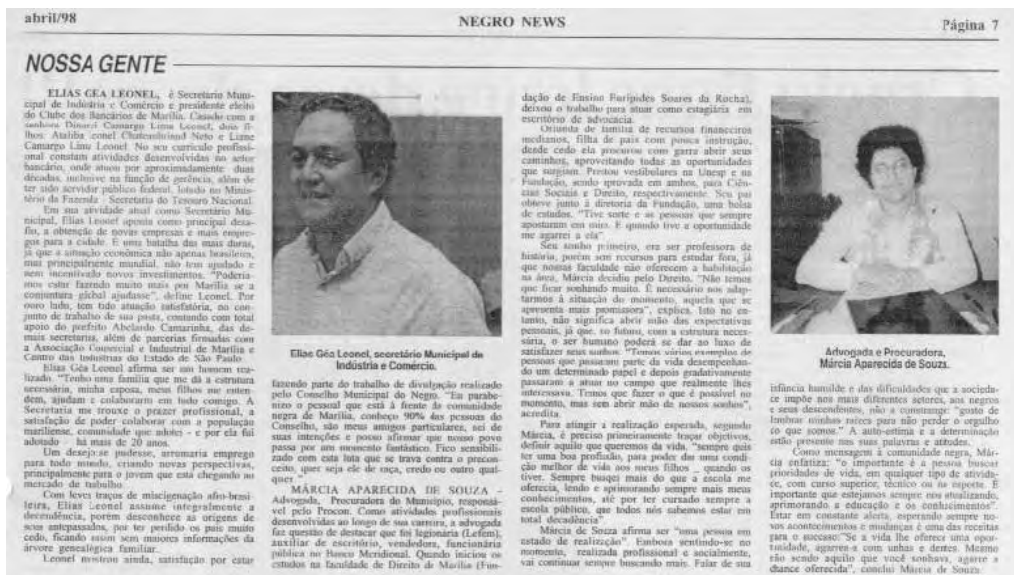 abril/98
NEGRO NEWS
Página 7
NOSSA GENTE
ELIAS GÉA LEONEL, é Secretário Muni-
cipal de Indústria e Comércio e presidente eleito
do Clube dos Bancários de Marília. Casado com a
senhora Camargo Lima Leonel, dois fi-
lhos: Ataliba Chateaubriand Neto e Liane
Camargo Linu Leonel. No seu currículo profissi-
onal constam atividades desenvolvidas no setor
bancário, onde atuou por aproximadamente duas
décadas, inclusive na função de gerência, além de
ter sido servidor público federal, lotado no Minis-
tério da Fazenda - Secretaria do Tesouro Nacional.
Em sua atividade atual como Secretário Mu-
nicipal, Elias Leonel aponta como principal desa-
fio, a obtenção de novas empresas e mais empre-
gos para a cidade. É uma batalha das mais duras,
já que a situação econômica não apenas brasileira,
mas principalmente mundial, não tem ajudado e
nem incentivado novos investimentos. "Podería-
mos estar fazendo muito mais por Marília se a
conjuntura global ajudasse", define Leonel. Por
ouro lado, tem tido atuação satisfatória, no con-
junto de trabalho de sua pasta, contando com total
apoio do prefeito Abelardo Camarinha, das de-
mais secretarias, além de parcerias firmadas com
a Associação Comercial e Industrial de Marília e
Centro das Indústrias do Estado de São Paulo
Elias Géa Leonel afirma ser um homem rea-
lizado. "Tenho uma família que me dá a estrutura
necessária, minha esposa, meus filhos me enten-
dem, ajudam e colaboram em tudo comigo. A
Secretaria me trouxe o prazer profissional, a
satisfação de poder colaborar com a população
mariliense, comunidade que adotei - e por ela fui
adotado - há mais de 20 anos.
Um desejo:se pudesse, arrumaria emprego
para todo mundo, criando novas perspectivas,
principalmente para o jovem que esta chegando ao
mercado de trabalho.
Com leves traços de miscigenação afro-brasi-
leira, Elias Leonel assume integralmente a
decendência, porém desconhece as origens de
seus antepassados, por ter perdido os pais muito
cedo, ficando assim sem maiores informações da
árvore genealógica familiar.
Leonel mostrou ainda, satisfação por estar
Elias Géa Leonel, secretário Municipal de
Indústria e Comércio.
fazendo parte do trabalho de divulgação realizado
pelo Conselho Municipal do Negro. "Eu parabe-
nizo o pessoal que está à frente da comunidade
negra de Marília, conheço 90% das pessoas do
Conselho, são meus amigos particulares, sei de
suas intenções e posso afirmar que nosso povo
passa por um momento fantástico. Fico sensibili-
zado com esta luta que se trava contra o precon-
ceito, quer seja ele de raça, credo ou outro qual-
quer."
MÁRCIA APARECIDA DE SOUZA -
Advogada, Procuradora do Município, responsá-
vel pelo Procon. Como atividades profissionais
desenvolvidas ao longo de sua carreira, a advogada
faz questão de destacar que foi legionária (Lefem),
auxiliar de escritório, vendedora, funcionária
pública no Banco Meridional. Quando iniciou os
estudos na faculdade de Direito de Marília (Fun-
dação de Ensino Eurípides Soares da Rocha),
deixou o trabalho para atuar como estagiária em
escritório de advocacia.
Oriunda de família de recursos financeiros
medianos, filha de pais com pouca instrução,
desde cedo ela procurou com garra abrir seus
caminhos, aproveitando todas as oportunidades
que surgiam. Prestou vestibulares na Unesp e na
Fundação, sendo aprovada em ambos, para Ciên-
cias Sociais e Direito, respectivamente. Seu pai
obteve junto à diretoria da Fundação, uma bolsa
de estudos. "Tive sorte e as pessoas que sempre
apostaram em mim. E quando tive a oportunidade
me agarrei a ela".
Seu sonho primeiro, era ser professora de
história, porém sem recursos para estudar fora, já
que nossas faculdade não oferecem a habilitação
na área, Márcia decidiu pelo Direito. "Não temos
que ficar sonhando muito. É necessário nos adap-
tarmos à situação do momento, aquela que se
apresenta mais promissora", explica. Isto no en-
tanto, não significa abrir mão das expectativas
pessoais, já que, no futuro, com a estrutura neces-
sária, o ser humano poderá se dar ao luxo de
satisfazer seus sonhos. "Temos vários exemplos de
pessoas que passaram parte da vida desempenhan-
do um determinado papel e depois gradativamente
passaram a atuar no campo que realmente lhes
interessava. Temos que fazer o que é possível no
momento, mas sem abrir mão de nossos sonhos",
acredita.
Para atingir a realização esperada, segundo
Márcia, é preciso primeiramente traçar objetivos,
definir aquilo que queremos da vida. "sempre quis
ter uma boa profissão, para poder dar uma condi-
ção melhor de vida aos meus filhos _ quando os
tiver. Sempre busquei mais do que a escola me
oferecia, lendo e aprimorando sempre mais meus
conhecimentos, até por ter cursado sempre a
escola pública, que todos nós sabemos estar em
total decadência"
Márcia de Souza afirma ser "uma pessoa em
estado de realização". Embora sentindo-se no
momento, realizada profissional e socialmente,
vai continuar sempre buscando mais. Falar de sua
Advogada e Procuradora,
Márcia Aparecida de Souza.
infância humilde e das dificuldades que a socieda-
ce impõe nos mais diferentes setores, aos negros
e seus descendentes, não a constrange: "gosto de
lembrar minhas raízes para não perder o orgulho
do que somos." A auto-estima e a determinação
estão presente nas suas palavras e atitudes.
Como mensagem à comunidade negra, Már-
cia enfatiza: "o importante é a pessoa buscar
prioridades de vida, em qualquer tipo de ativida-
ce, com curso superior, técnico ou no esporte. É
importante que estejamos sempre nos atualizando,
aprimorando a educação e os conhecimentos".
Estar em constante alerta, esperando sempre no-
vos acontecimentos e mudanças é uma das receitas
para o sucesso:"Se a vida lhe oferece uma opor-
tunidade, agarre-a com unhas e dentes. Mesmo
não sendo aquilo que você sonhava, agarre a
chance oferecida", conclui Márcia de Souza.